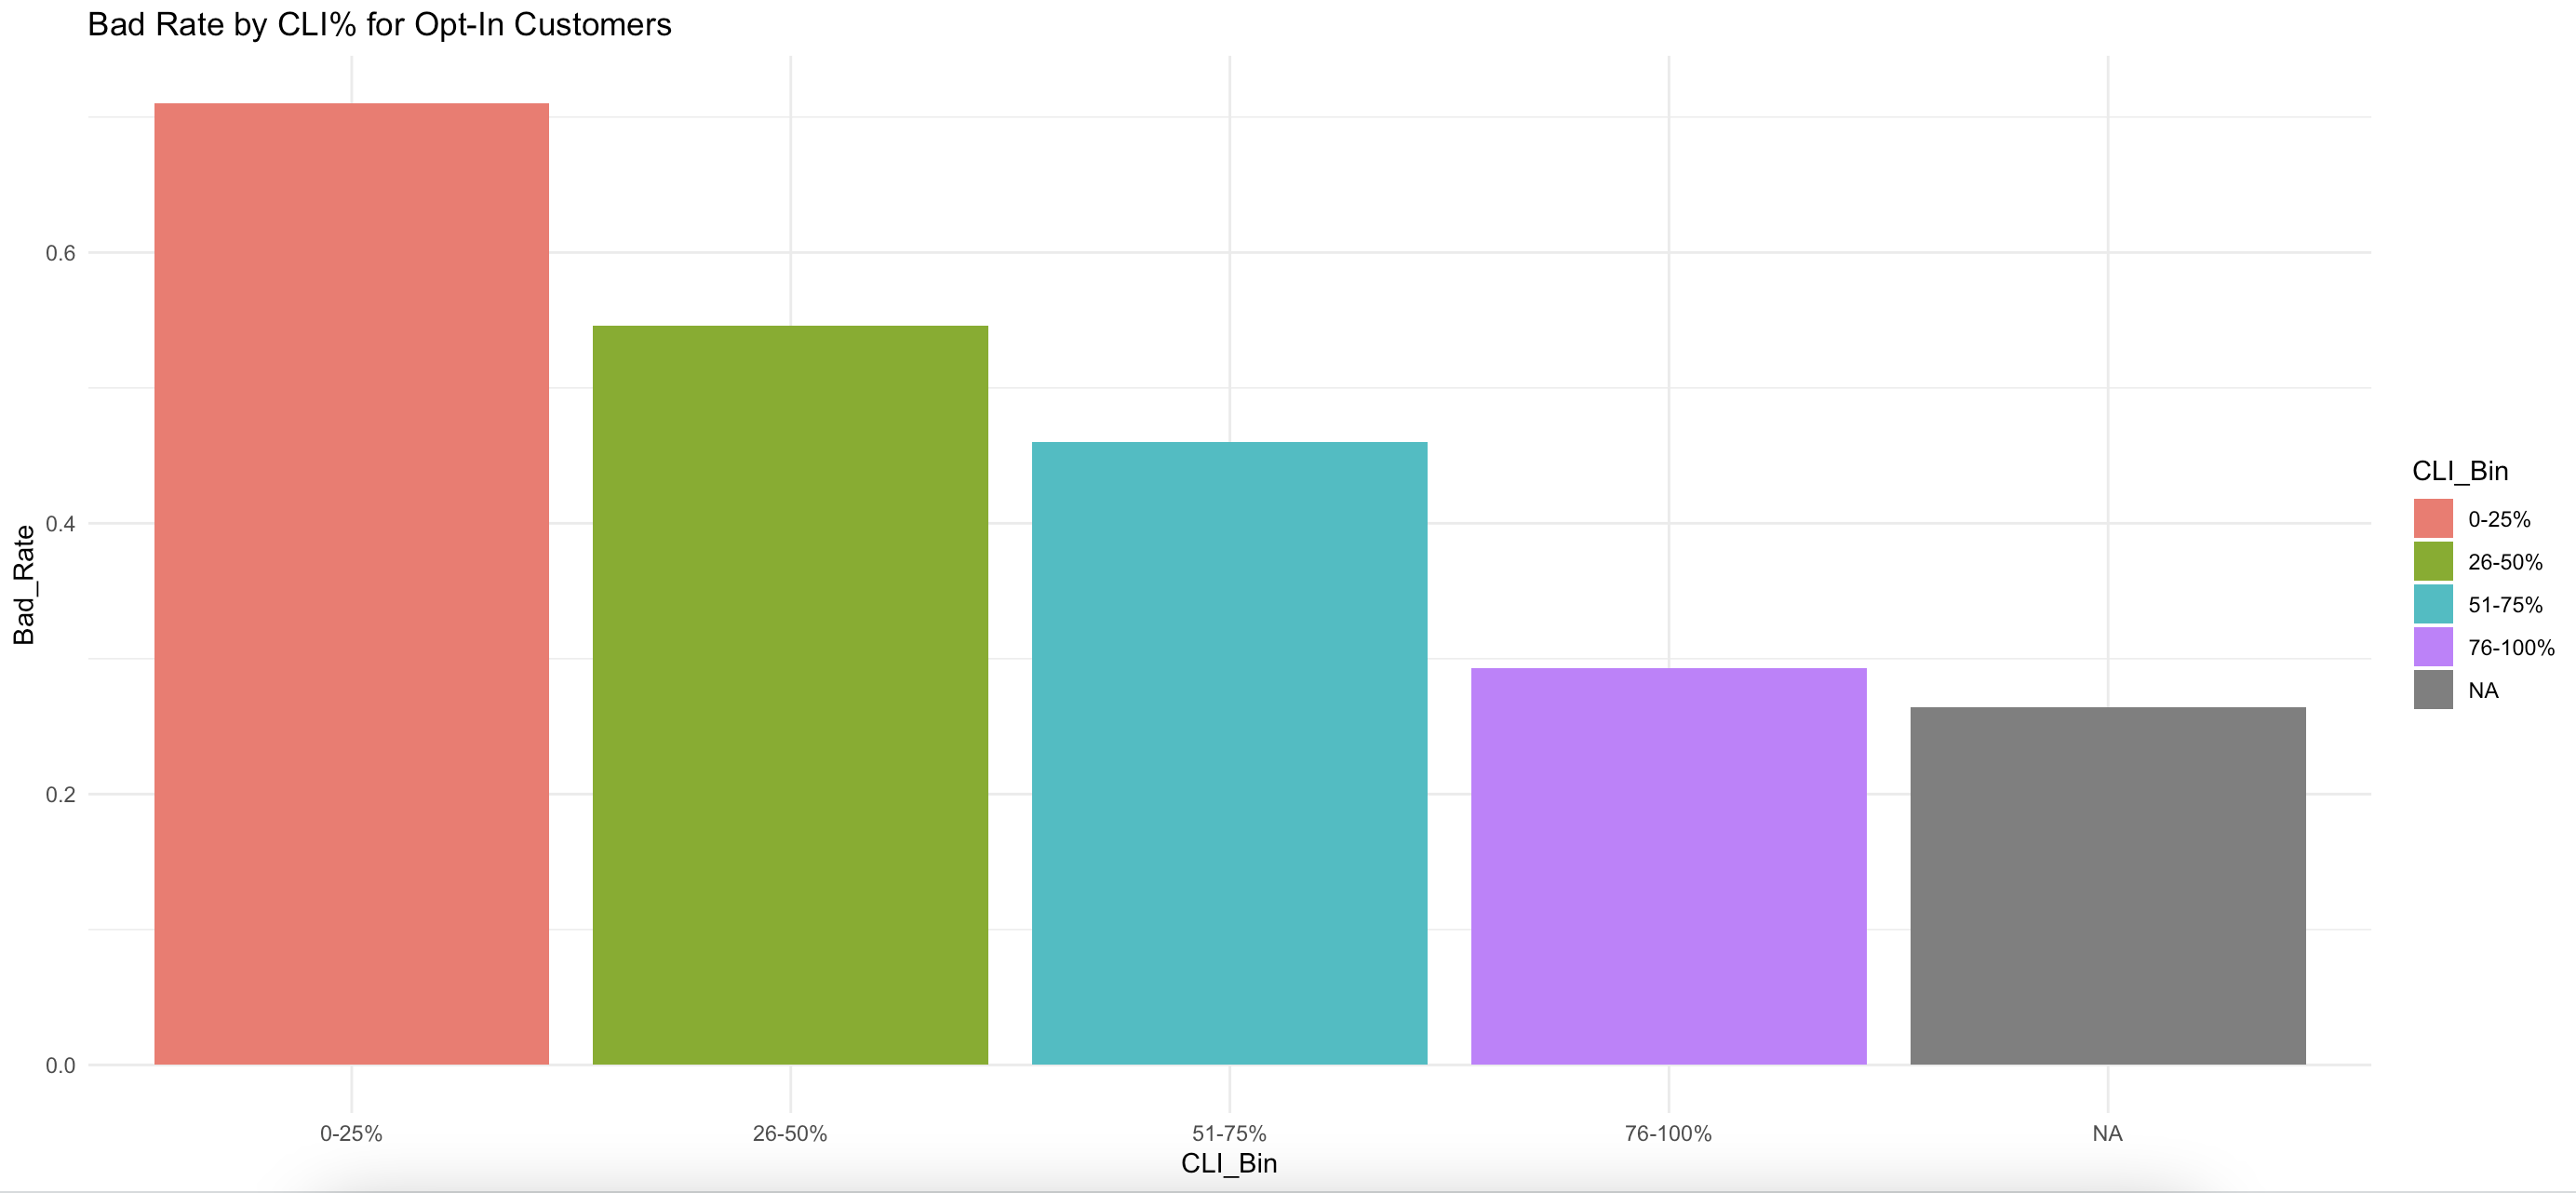 Bad Rate by CLI% for Opt-In Customers
Bad_Rate
0.6
0.4
0.2
0.0
0-25%
26-50%
51-75%
76-100%
NA
CLI_Bin
CLI_Bin
0-25%
26-50%
51-75%
76-100%
NA